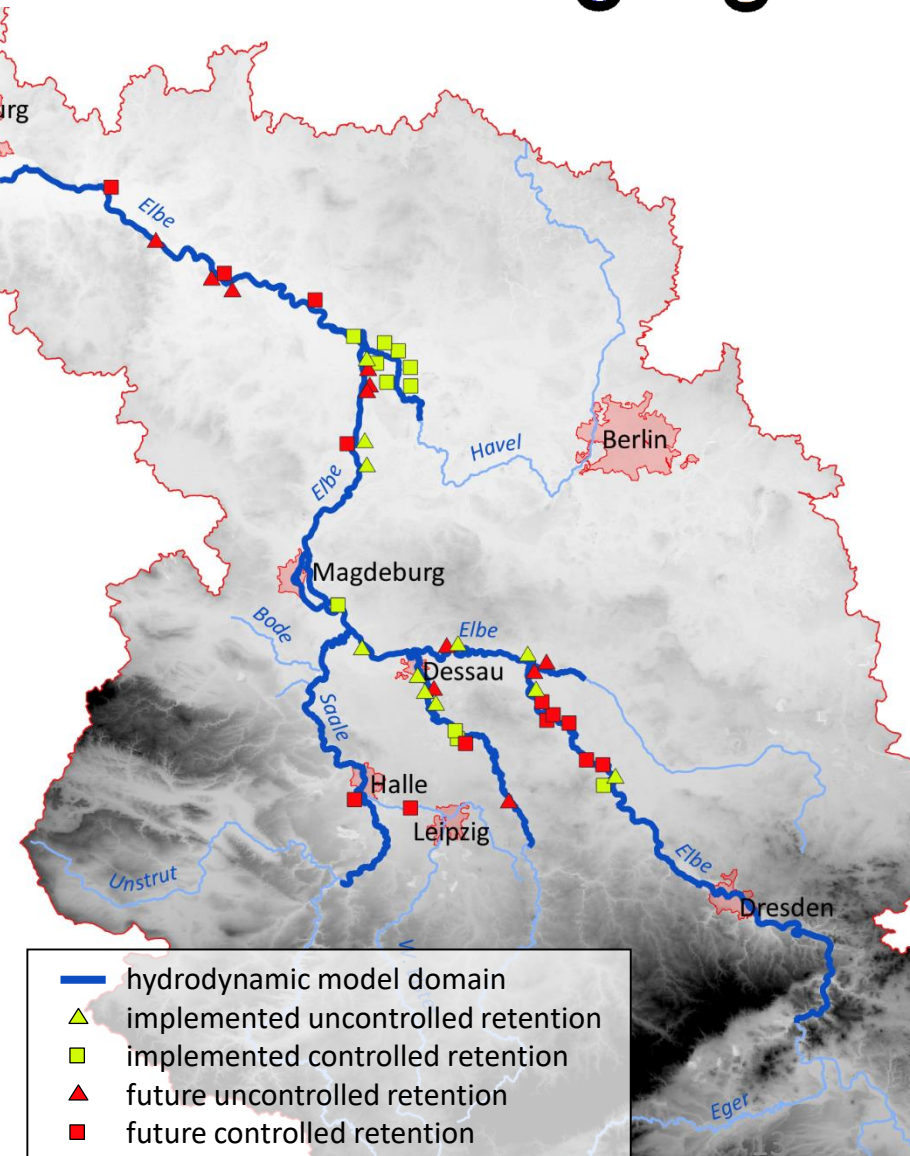 urg
Elbe
Havel
Berlin
Elbe
Magdeburg
Bode
Elbe
Dessau
Saale
Halle
Leipzig
Unstrut
Elbe
Dresden
hydrodynamic model domain
implemented uncontrolled retention
implemented controlled retention
future uncontrolled retention
future controlled retention
Eger